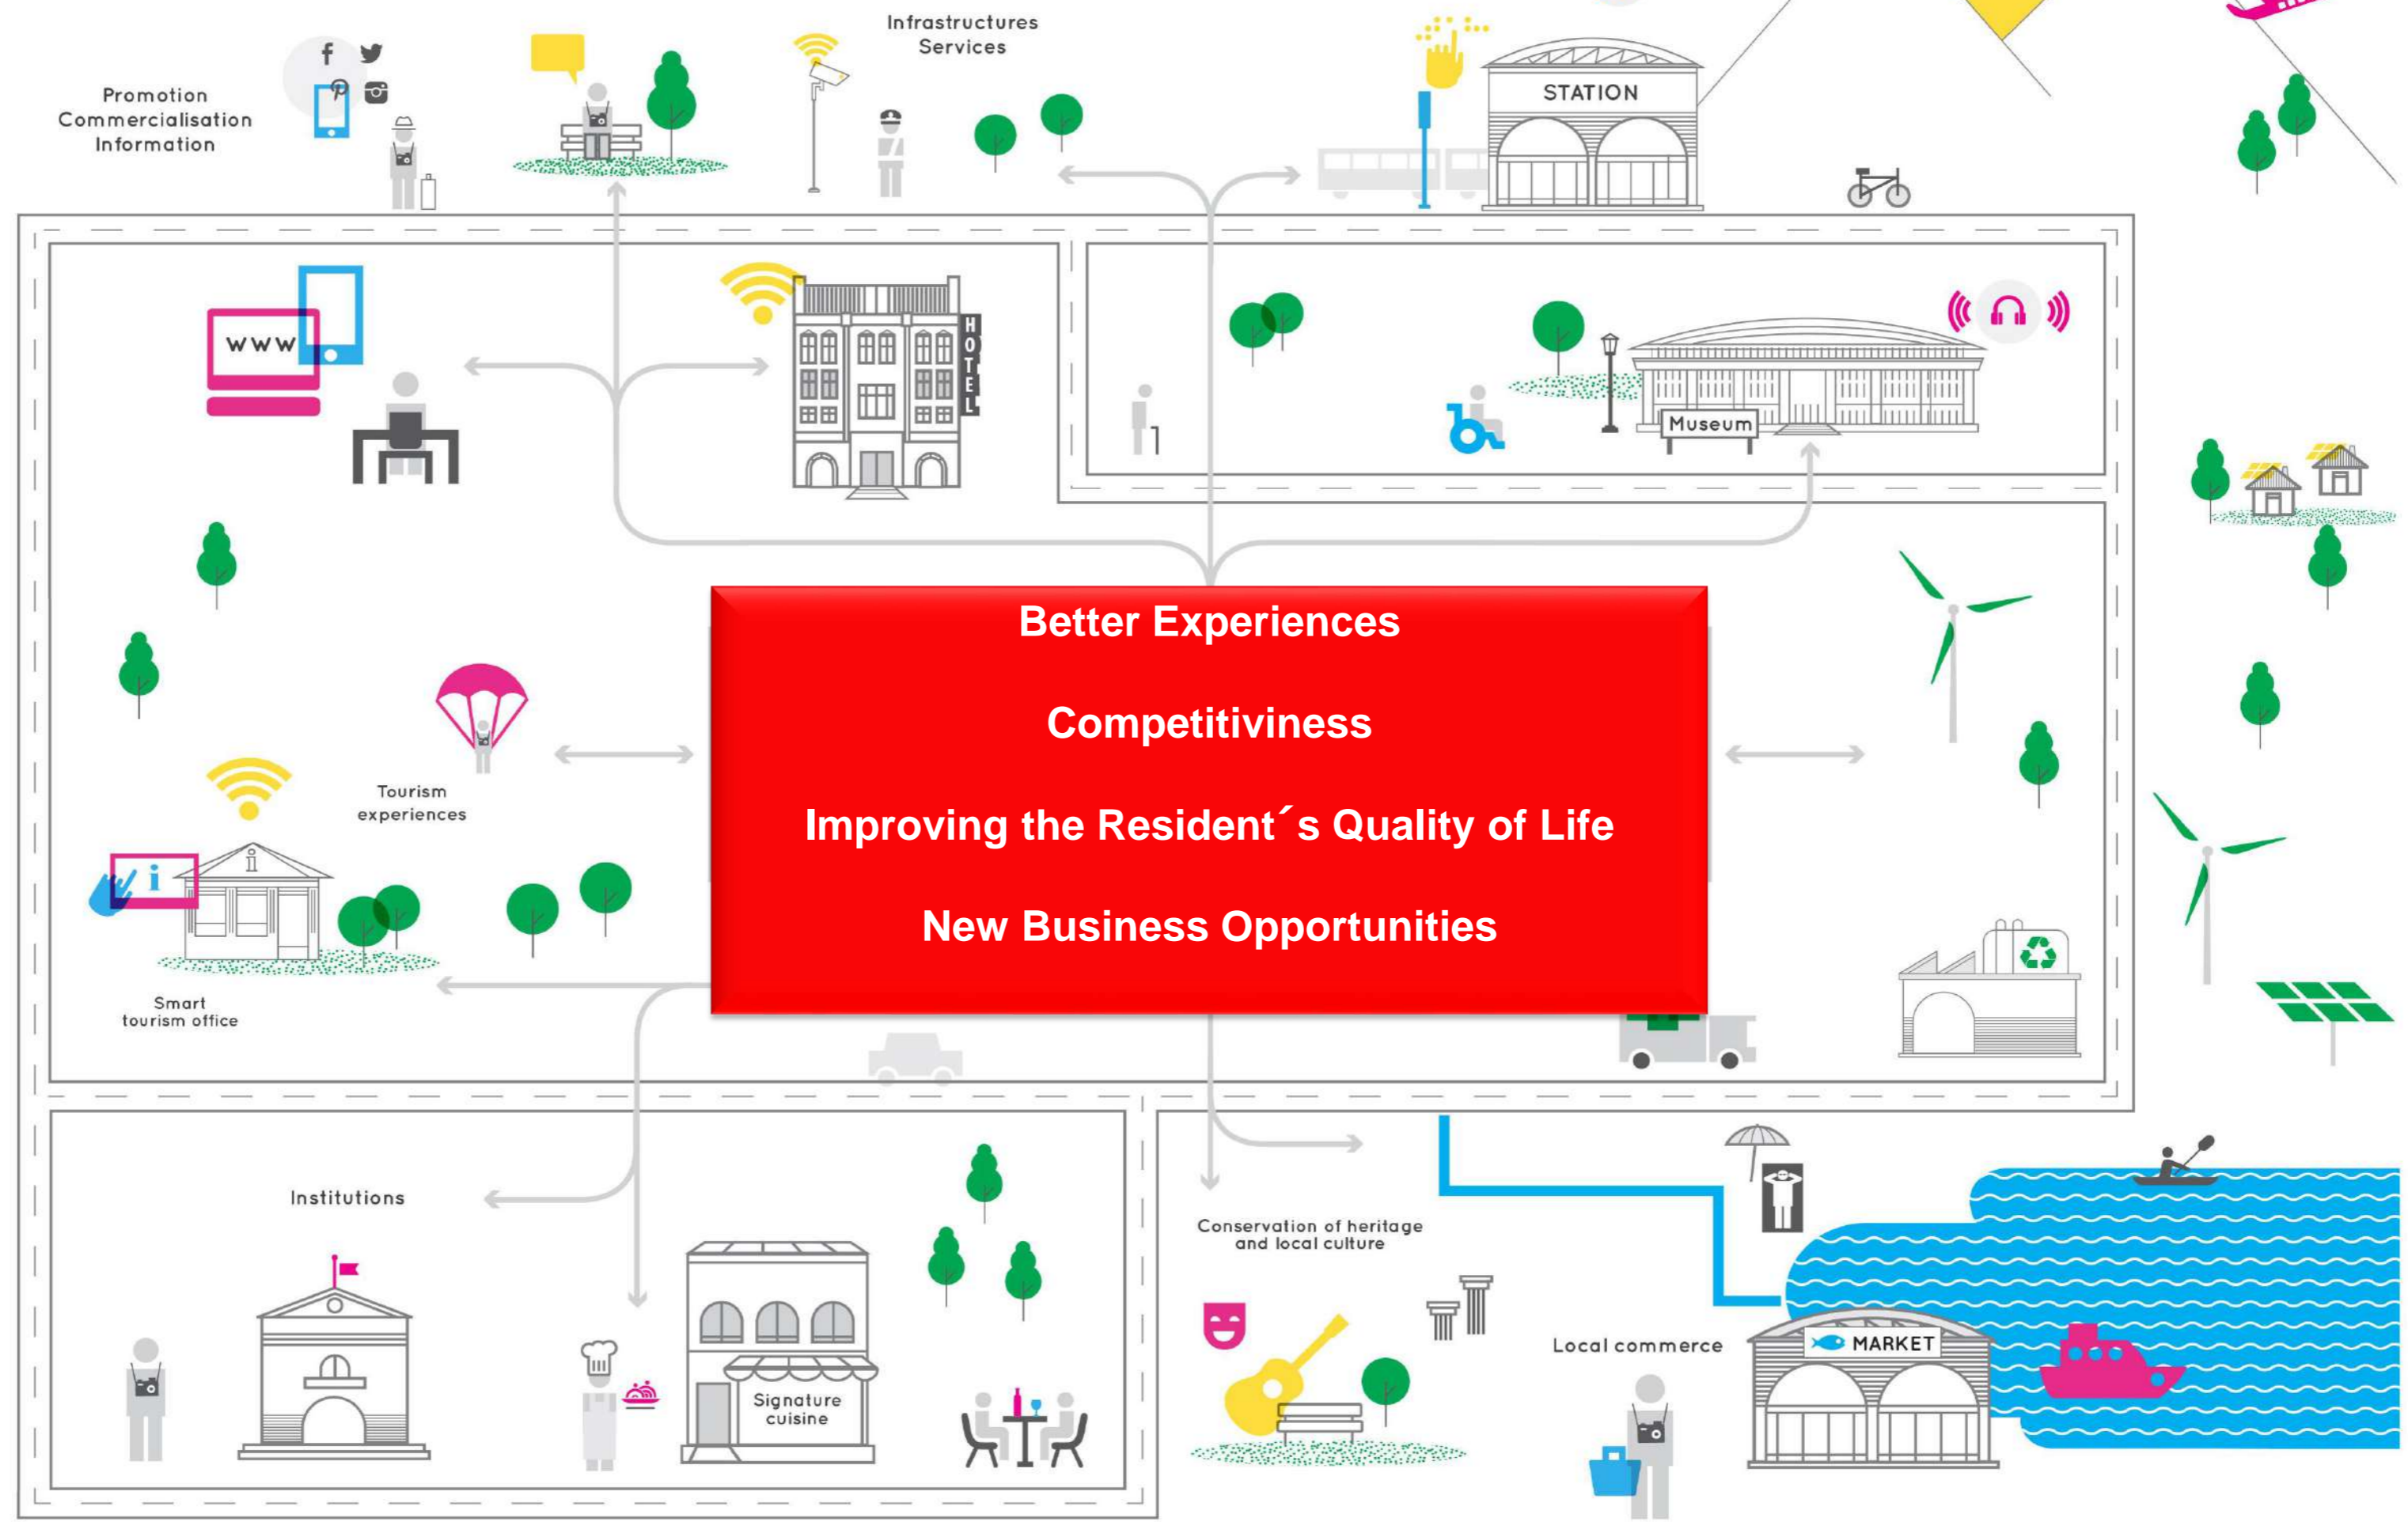 Infrastructures
Services
Promotion
Commercialisation
Information
STATION
WWW
HOTEL
Museum
Better Experiences
Competitiviness
Improving the Resident´s Quality of Life
New Business Opportunities
Tourism
experiences
i
i
Smart
tourism office
Institutions
Signature
cuisine
Conservation of heritage
and local culture
Local commerce
MARKET